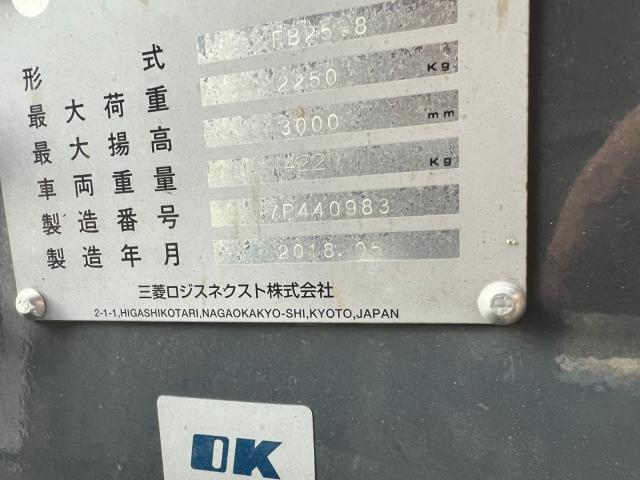 形式 FB25-8
最大荷重 2250 Kg
最大揚高 3000 mm
車両重量 422 Kg
製造番号 7P440983
製造年月 2018.05
三菱ロジスネクスト株式会社
2-1-1,HIGASHIKOTARI,NAGAOKAKYO-SHI,KYOTO,JAPAN
OK